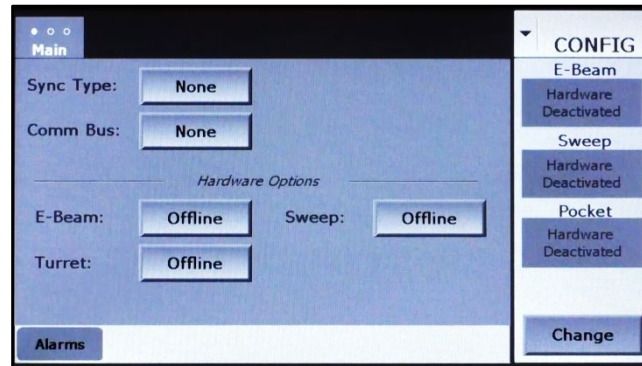 Main
Sync Type: None
Comm Bus: None
Hardware Options
E-Beam: Offline Sweep: Offline
Turret: Offline
Alarms
CONFIG
E-Beam
Hardware
Deactivated
Sweep
Hardware
Deactivated
Pocket
Hardware
Deactivated
Change